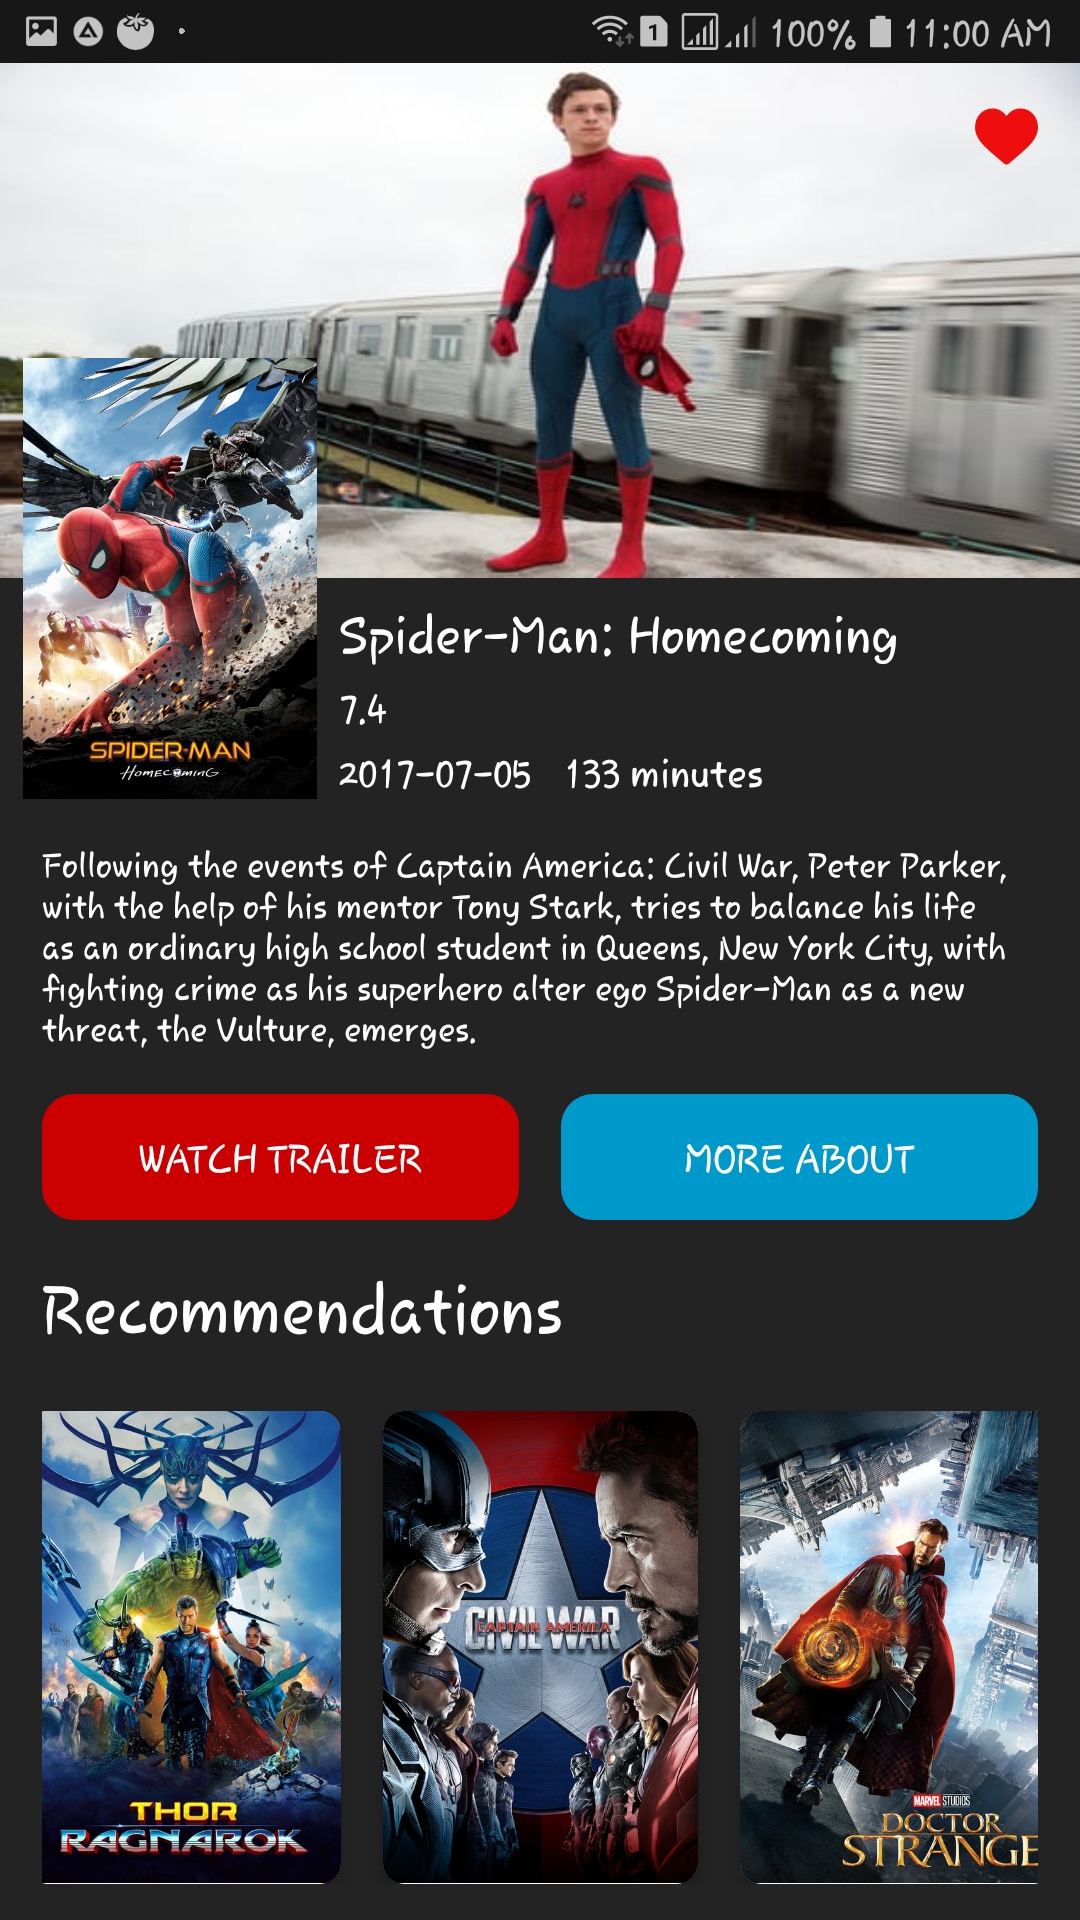 1 100% 11:00 AM
SPIDER-MAN
HOMECOMING
Spider-Man: Homecoming
7.4
2017-07-05 133 minutes
Following the events of Captain America: Civil War, Peter Parker,
with the help of his mentor Tony Stark, tries to balance his life
as an ordinary high school student in Queens, New York City, with
fighting crime as his superhero alter ego Spider-Man as a new
threat, the Vulture, emerges.
WATCH TRAILER MORE ABOUT
Recommendations
THOR
RAGNAROK
CAPTAIN AMERICA
CIVIL WAR
MARVEL STUDIOS
DOCTOR
STRANGE